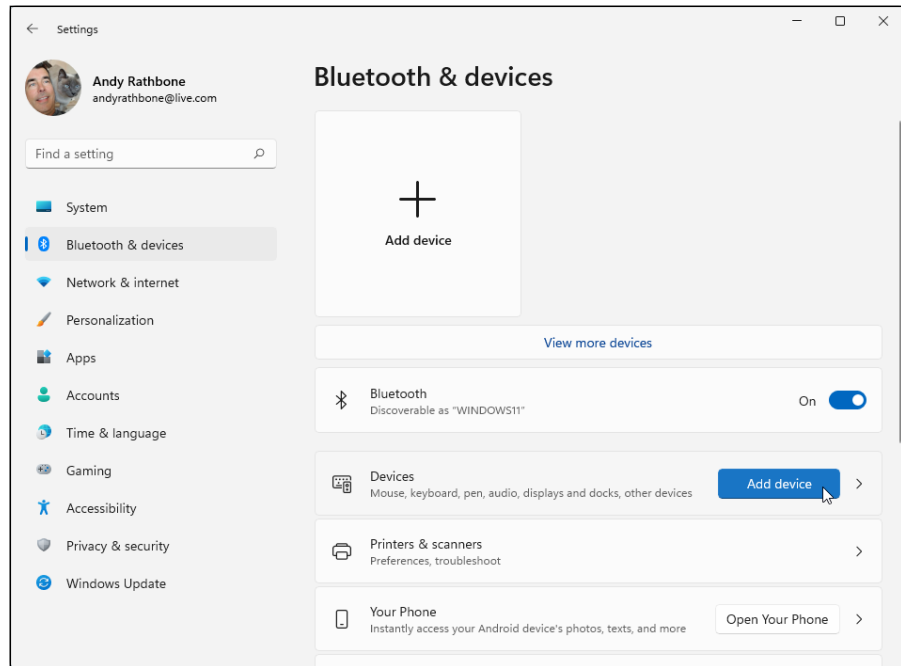 Settings
Andy Rathbone
andyrathbone@live.com
Find a setting
System
Bluetooth & devices
Network & internet
Personalization
Apps
Accounts
Time & language
Gaming
Accessibility
Privacy & security
Windows Update
Bluetooth & devices
Add device
View more devices
Bluetooth
Discoverable as "WINDOWS11"
On
Devices
Mouse, keyboard, pen, audio, displays and docks, other devices
Add device
Printers & scanners
Preferences, troubleshoot
Your Phone
Instantly access your Android device's photos, texts, and more
Open Your Phone